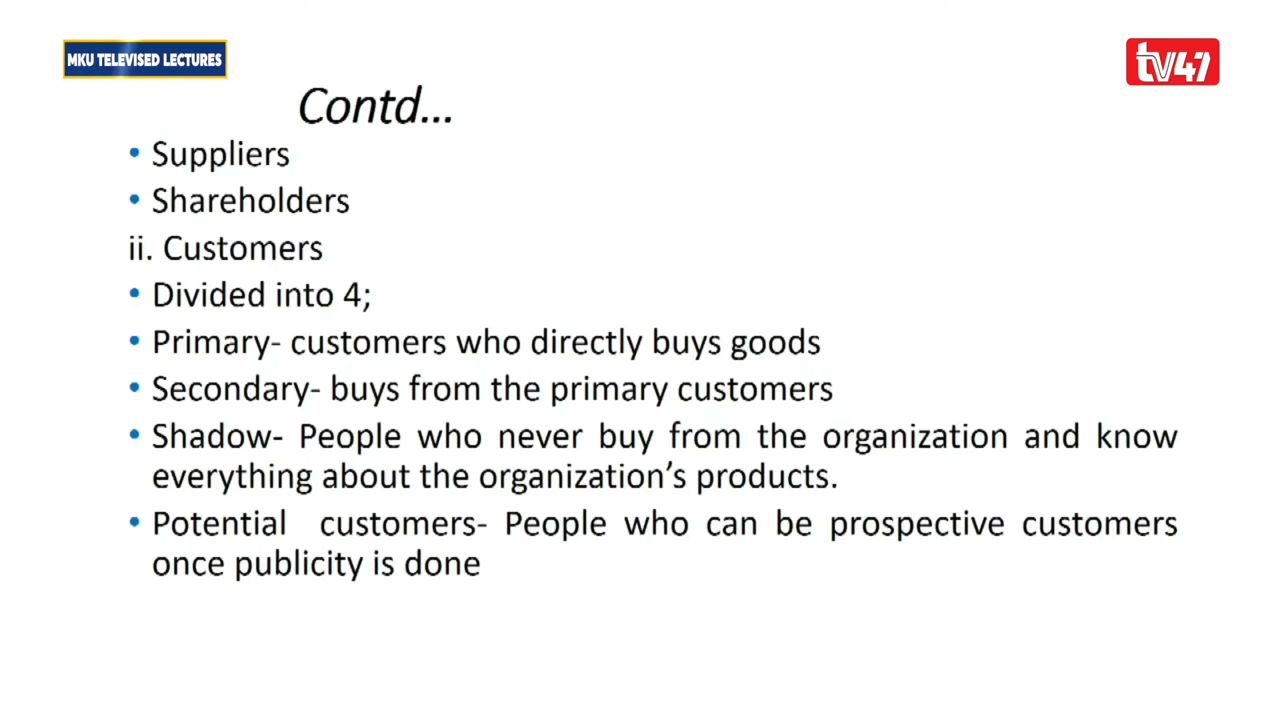 MKU TELEVISED LECTURES
tv47
Contd...
• Suppliers
• Shareholders
ii. Customers
• Divided into 4;
• Primary- customers who directly buys goods
• Secondary- buys from the primary customers
• Shadow- People who never buy from the organization and know
everything about the organization’s products.
• Potential customers- People who can be prospective customers
once publicity is done